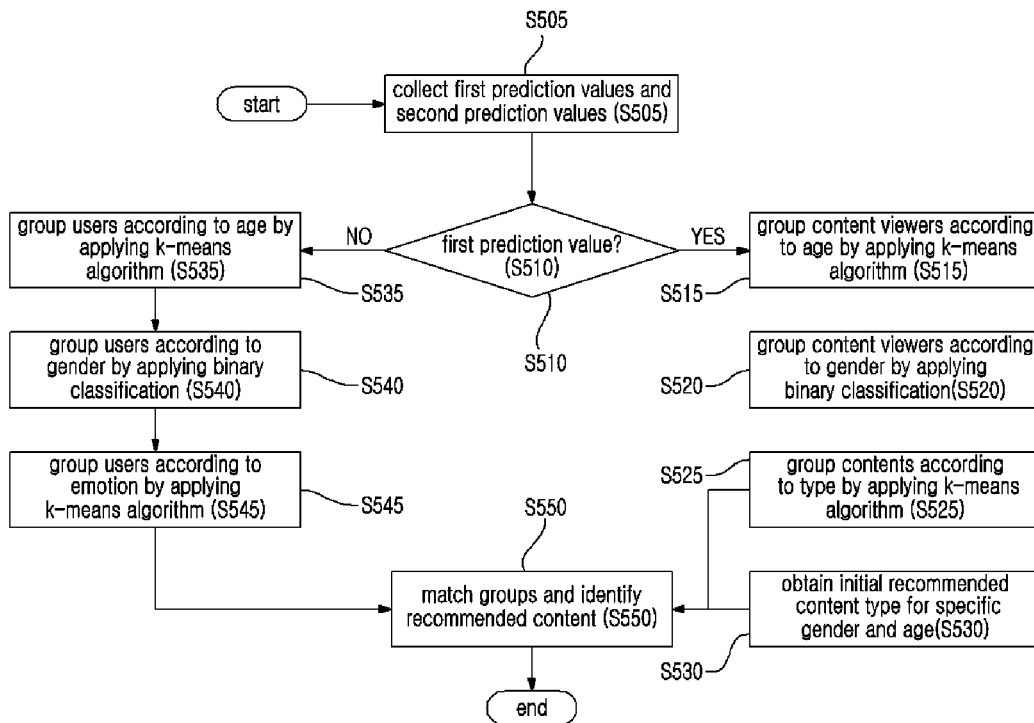 S505
start
collect first prediction values and
second prediction values (S505)
group users according to age by
applying k-means
algorithm (S535)
NO
first prediction value?
(S510)
YES
group content viewers according
to age by applying k-means
algorithm (S515)
S535
S515
S510
group users according to
gender by applying binary
classification (S540)
S540
S520
group content viewers according
to gender by applying
binary classification(S520)
group users according to
emotion by applying
k-means algorithm (S545)
S545
S550
S525
group contents according
to type by applying k-means
algorithm (S525)
match groups and identify
recommended content (S550)
obtain initial recommended
content type for specific
gender and age(S530)
S530
end